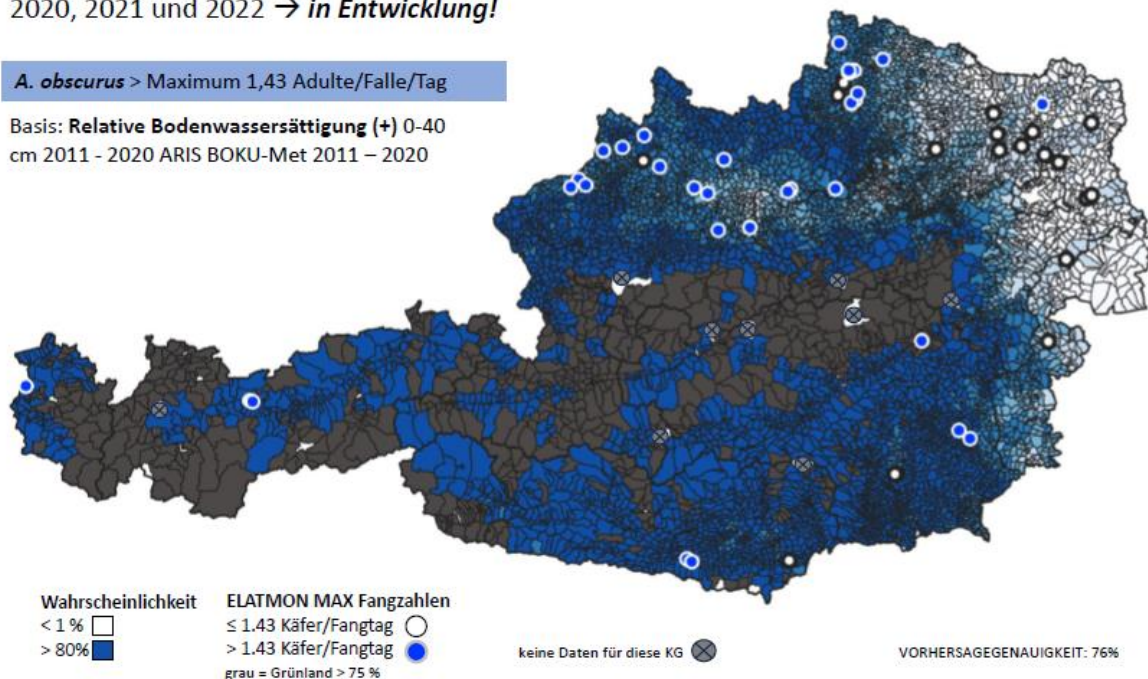 2020, 2021 und 2022 → in Entwicklung!
A. obscurus > Maximum 1,43 Adulte/Falle/Tag
Basis: Relative Bodenwassersättigung (+) 0-40
cm 2011 - 2020 ARIS BOKU-Met 2011 – 2020
Wahrscheinlichkeit
< 1 %
> 80%
ELATMON MAX Fangzahlen
≤ 1.43 Käfer/Fangtag
> 1.43 Käfer/Fangtag
grau = Grünland > 75 %
keine Daten für diese KG
VORHERSAGEGENAUIGKEIT: 76%